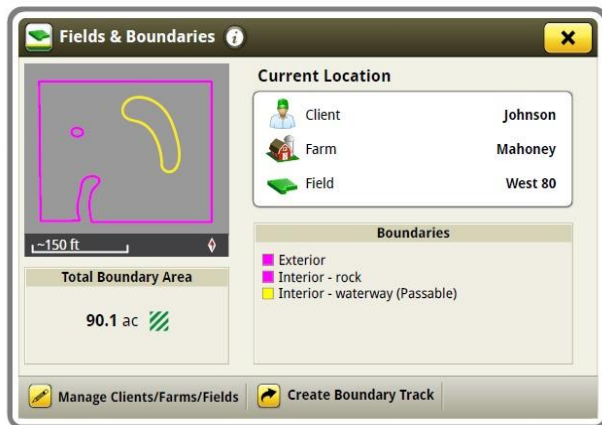 Fields & Boundaries i
Current Location
Client Johnson
Farm Mahoney
Field West 80
~150 ft
Boundaries
Exterior
Interior - rock
Interior - waterway (Passable)
Total Boundary Area
90.1 ac
Manage Clients/Farms/Fields
Create Boundary Track